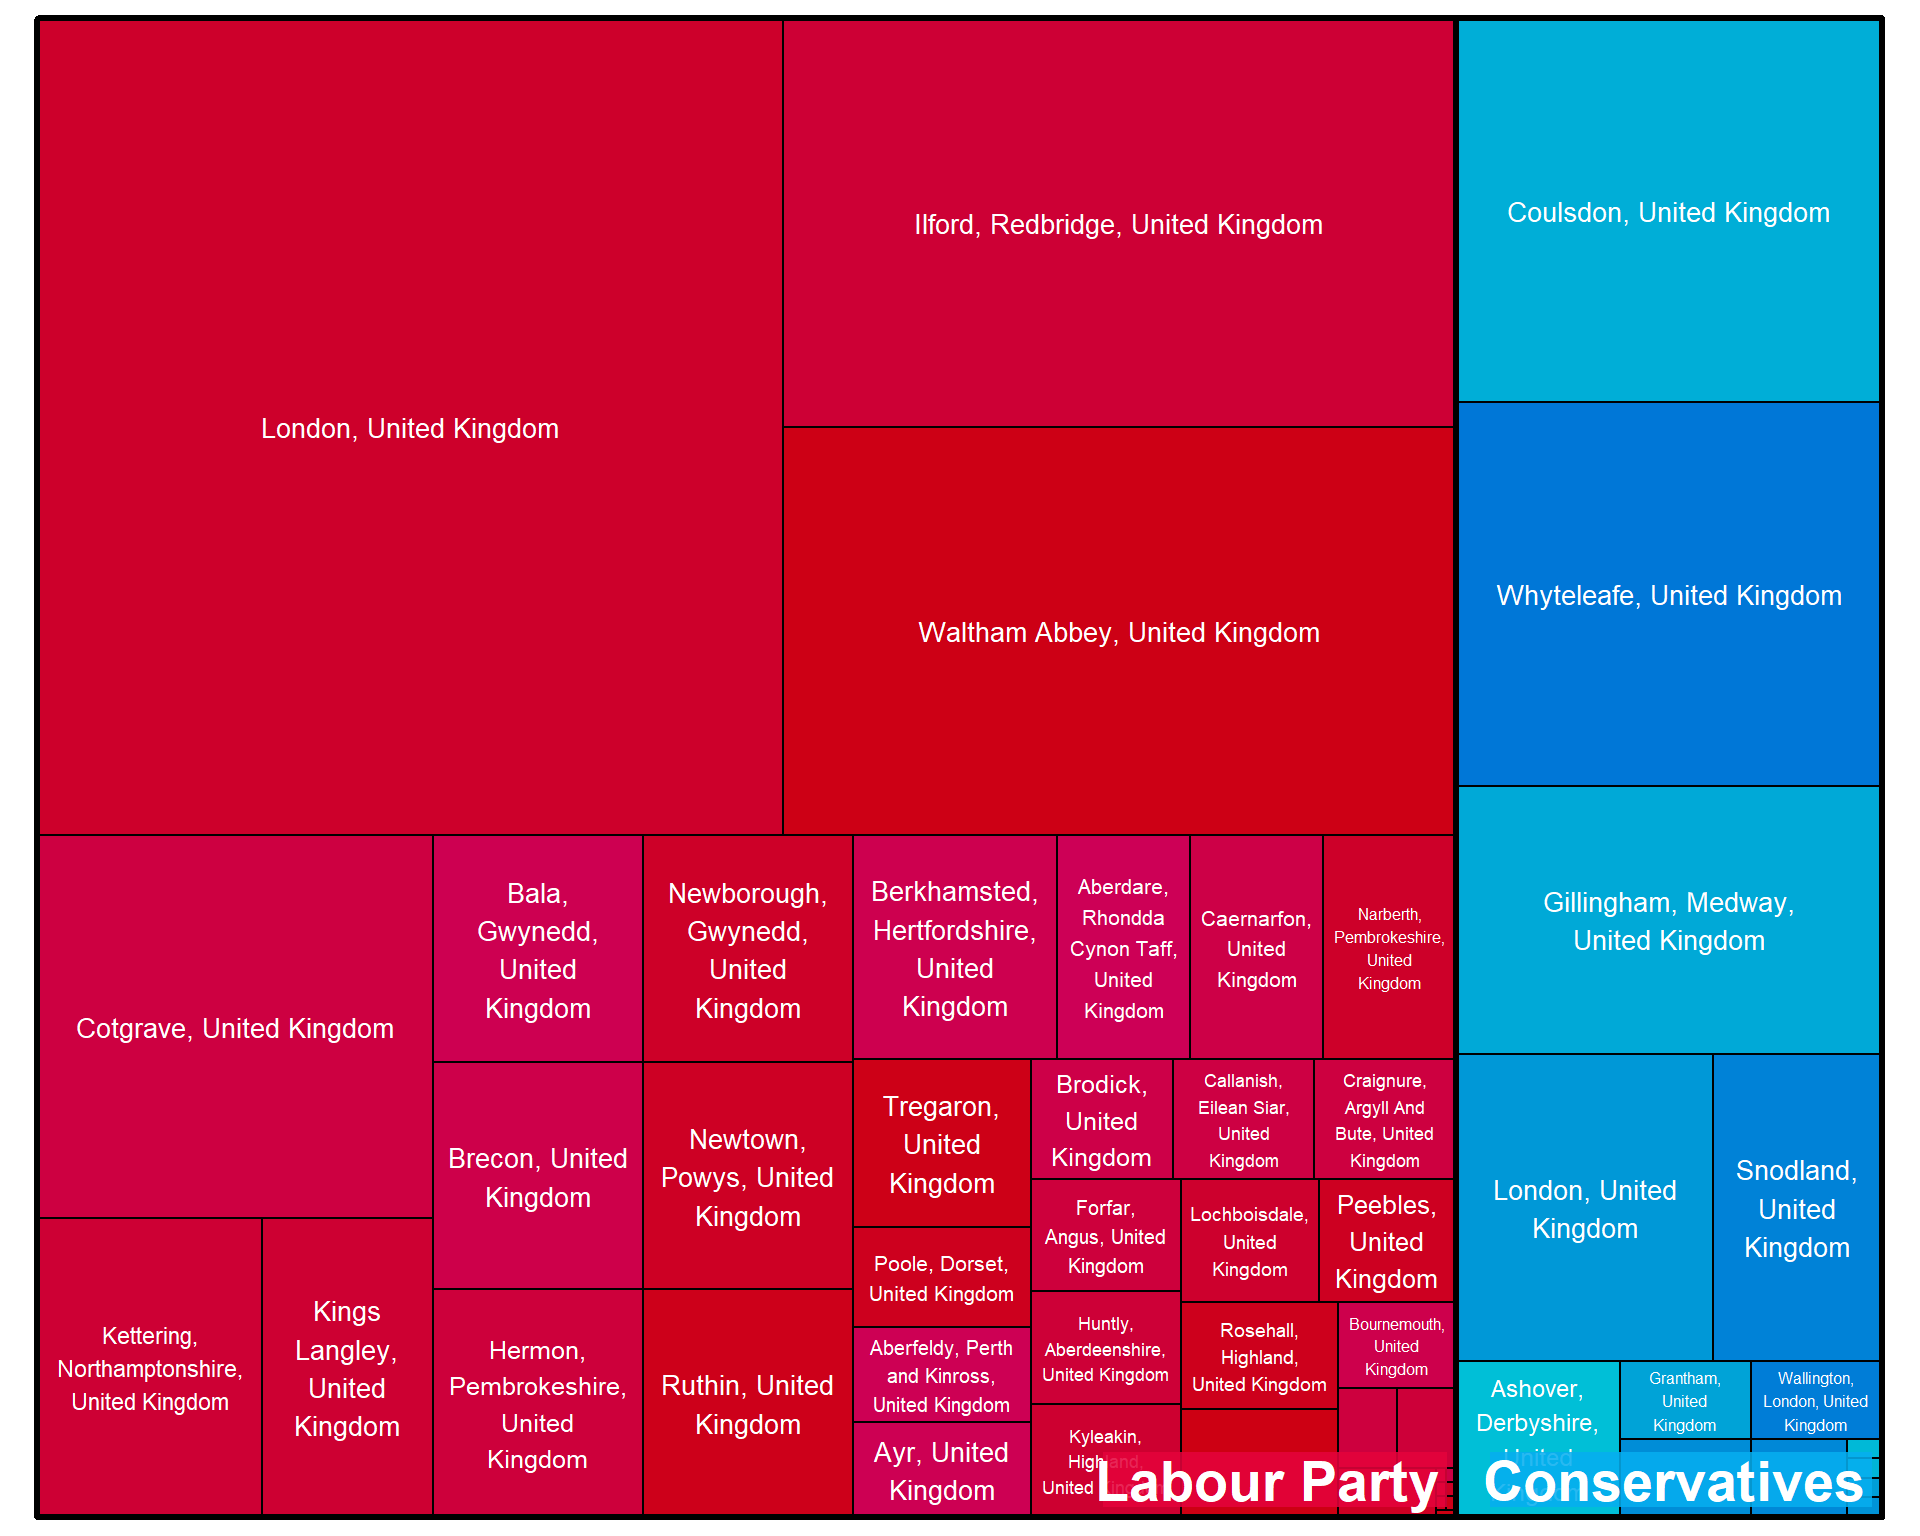 London, United Kingdom
Ilford, Redbridge, United Kingdom
Waltham Abbey, United Kingdom
Cotgrave, United Kingdom
Kettering,
Northamptonshire,
United Kingdom
Kings
Langley,
United
Kingdom
Bala,
Gwynedd,
United
Kingdom
Brecon, United
Kingdom
Hermon,
Pembrokeshire,
United
Kingdom
Newborough,
Gwynedd,
United
Kingdom
Newtown,
Powys, United
Kingdom
Ruthin, United
Kingdom
Berkhamsted,
Hertfordshire,
United
Kingdom
Aberdare,
Rhondda
Cynon Taff,
United
Kingdom
Caernarfon,
United
Kingdom
Narberth,
Pembrokeshire,
United
Kingdom
Tregaron,
United
Kingdom
Poole, Dorset,
United Kingdom
Aberfeldy, Perth
and Kinross,
United Kingdom
Ayr, United
Kingdom
Brodick,
United
Kingdom
Callanish,
Eilean Siar,
United
Kingdom
Craignure,
Argyll And
Bute, United
Kingdom
Forfar,
Angus, United
Kingdom
Huntly,
Aberdeenshire,
United Kingdom
Kyleakin,
Highland,
United Kingdom
Lochboisdale,
United
Kingdom
Peebles,
United
Kingdom
Rosehall,
Highland,
United Kingdom
Bournemouth,
United
Kingdom
Labour Party
Coulsdon, United Kingdom
Whyteleafe, United Kingdom
Gillingham, Medway,
United Kingdom
London, United
Kingdom
Snodland,
United
Kingdom
Ashover,
Derbyshire,
United
Kingdom
Grantham,
United
Kingdom
Wallington,
London, United
Kingdom
Conservatives